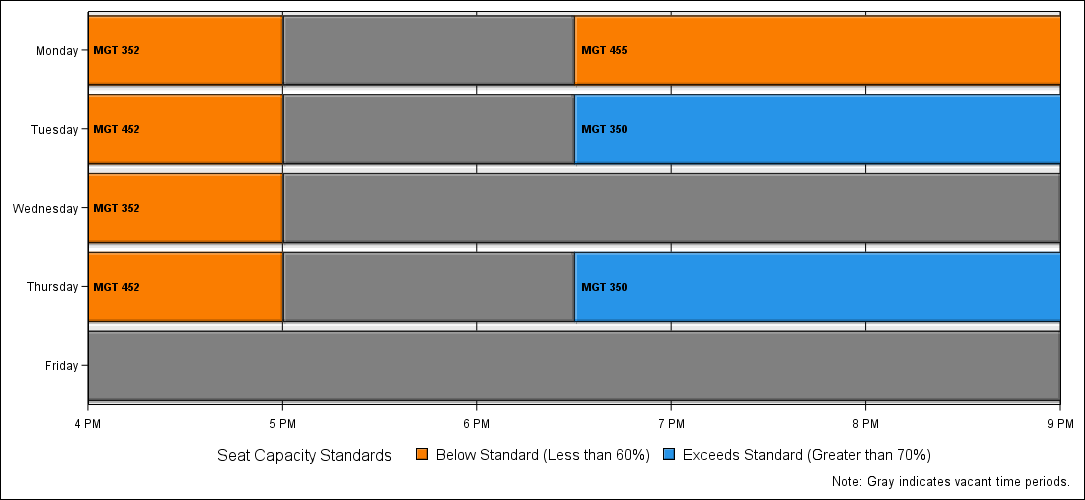 Monday MGT 352 MGT 455
Tuesday MGT 452 MGT 350
Wednesday MGT 352
Thursday MGT 452 MGT 350
Friday
4 PM 5 PM 6 PM 7 PM 8 PM 9 PM
Seat Capacity Standards Below Standard (Less than 60%) Exceeds Standard (Greater than 70%)
Note: Gray indicates vacant time periods.